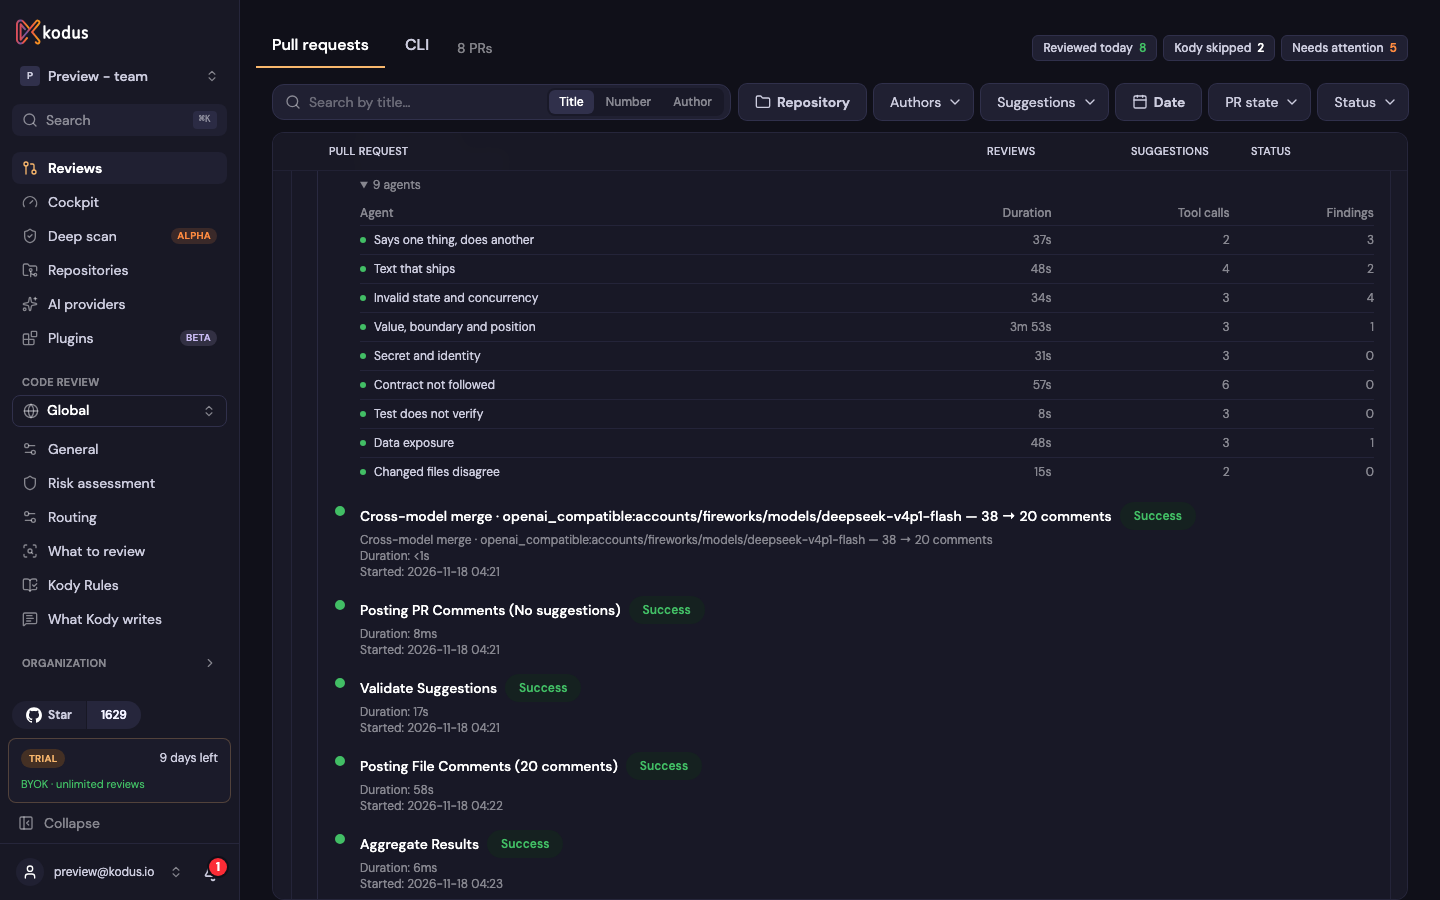 kodus
P Preview - team
Search ⌘K
Reviews
Cockpit
Deep scan ALPHA
Repositories
AI providers
Plugins BETA
CODE REVIEW
Global
General
Risk assessment
Routing
What to review
Kody Rules
What Kody writes
ORGANIZATION
Star 1629
TRIAL 9 days left
BYOK · unlimited reviews
Collapse
preview@kodus.io 1
Pull requests CLI 8 PRs
Reviewed today 8 Kody skipped 2 Needs attention 5
Search by title... Title Number Author Repository Authors Suggestions Date PR state Status
PULL REQUEST REVIEWS SUGGESTIONS STATUS
▼ 9 agents
Agent Duration Tool calls Findings
Says one thing, does another 37s 2 3
Text that ships 48s 4 2
Invalid state and concurrency 34s 3 4
Value, boundary and position 3m 53s 3 1
Secret and identity 31s 3 0
Contract not followed 57s 6 0
Test does not verify 8s 3 0
Data exposure 48s 3 1
Changed files disagree 15s 2 0
Cross-model merge · openai_compatible:accounts/fireworks/models/deepseek-v4p1-flash — 38 → 20 comments Success
Cross-model merge · openai_compatible:accounts/fireworks/models/deepseek-v4p1-flash — 38 → 20 comments
Duration: <1s
Started: 2026-11-18 04:21
Posting PR Comments (No suggestions) Success
Duration: 8ms
Started: 2026-11-18 04:21
Validate Suggestions Success
Duration: 17s
Started: 2026-11-18 04:21
Posting File Comments (20 comments) Success
Duration: 58s
Started: 2026-11-18 04:22
Aggregate Results Success
Duration: 6ms
Started: 2026-11-18 04:23